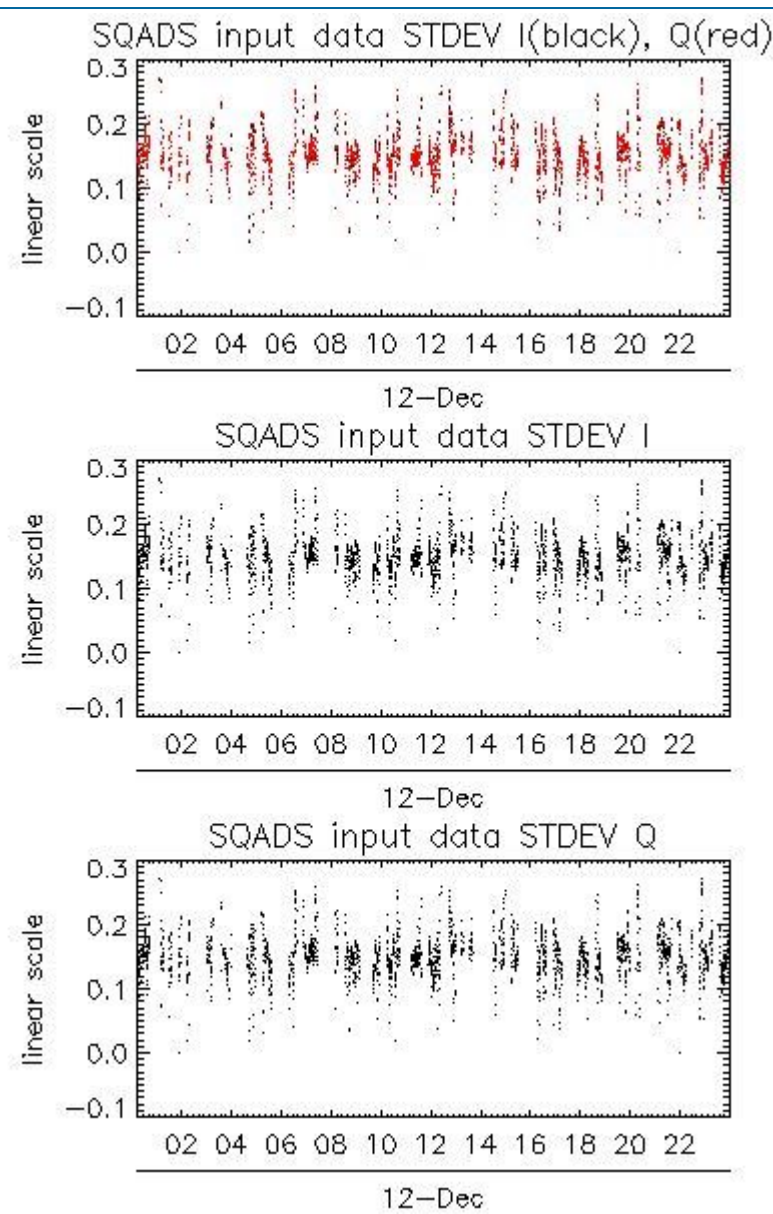 SQADS input data STDEV I(black), Q(red)
0.3
0.2
0.1
0.0
−0.1
linear scale
02 04 06 08 10 12 14 16 18 20 22
12−Dec
SQADS input data STDEV I
0.3
0.2
0.1
0.0
−0.1
linear scale
02 04 06 08 10 12 14 16 18 20 22
12−Dec
SQADS input data STDEV Q
0.3
0.2
0.1
0.0
−0.1
linear scale
02 04 06 08 10 12 14 16 18 20 22
12−Dec